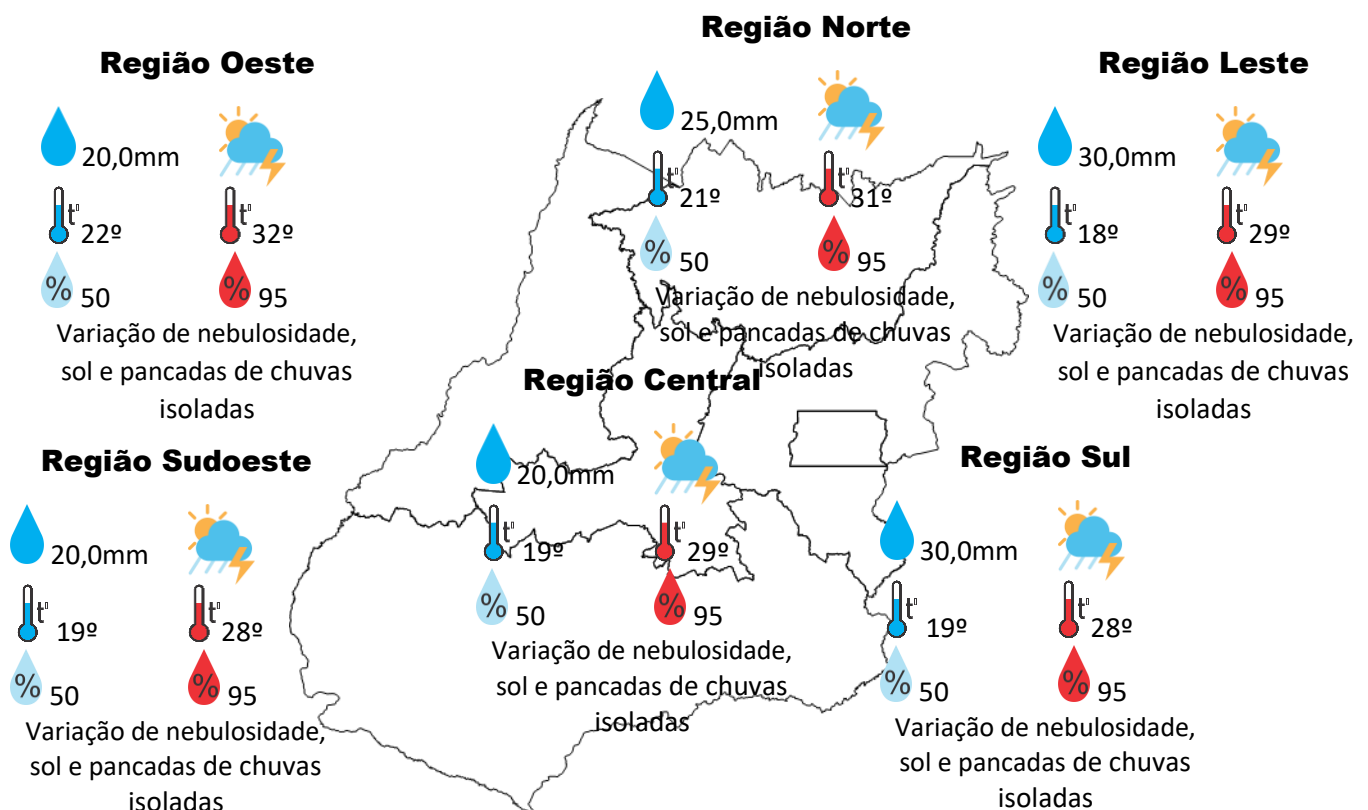 Região Oeste
20,0mm
t°
22º
t°
32º
%
50
%
95
Variação de nebulosidade,
sol e pancadas de chuvas
isoladas
Região Norte
25,0mm
t°
21º
t°
31º
%
50
%
95
Variação de nebulosidade,
sol e pancadas de chuvas
isoladas
Região Leste
30,0mm
t°
18º
t°
29º
%
50
%
95
Variação de nebulosidade,
sol e pancadas de chuvas
isoladas
Região Sudoeste
20,0mm
t°
19º
t°
28º
%
50
%
95
Variação de nebulosidade,
sol e pancadas de chuvas
isoladas
Região Central
20,0mm
t°
19º
t°
29º
%
50
%
95
Variação de nebulosidade,
sol e pancadas de chuvas
isoladas
Região Sul
30,0mm
t°
19º
t°
28º
%
50
%
95
Variação de nebulosidade,
sol e pancadas de chuvas
isoladas